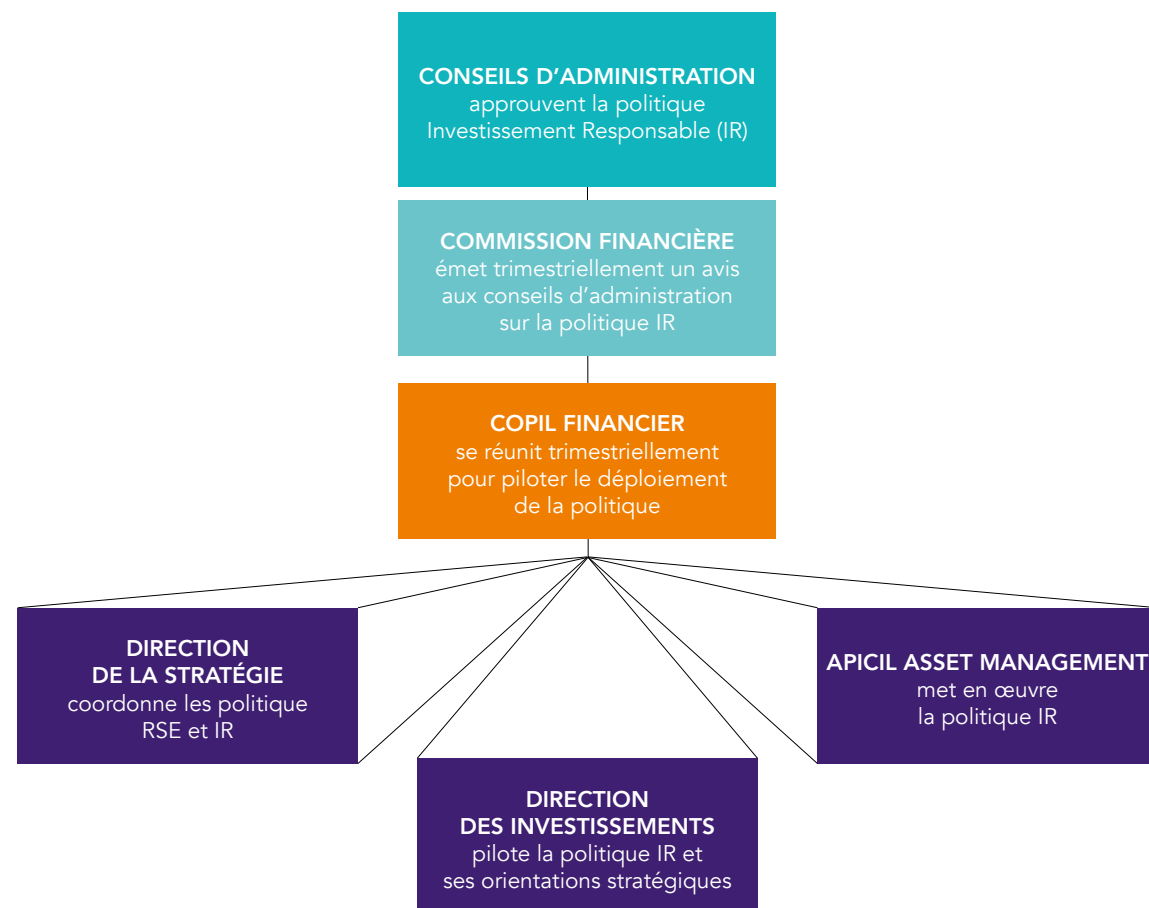 CONSEILS D’ADMINISTRATION
approuvent la politique
Investissement Responsable (IR)
COMMISSION FINANCIÈRE
émet trimestriellement un avis
aux conseils d’administration
sur la politique IR
COPIL FINANCIER
se réunit trimestriellement
pour piloter le déploiement
de la politique
DIRECTION
DE LA STRATÉGIE
coordonne les politique
RSE et IR
APICIL ASSET MANAGEMENT
met en œuvre
la politique IR
DIRECTION
DES INVESTISSEMENTS
pilote la politique IR et
ses orientations stratégiques